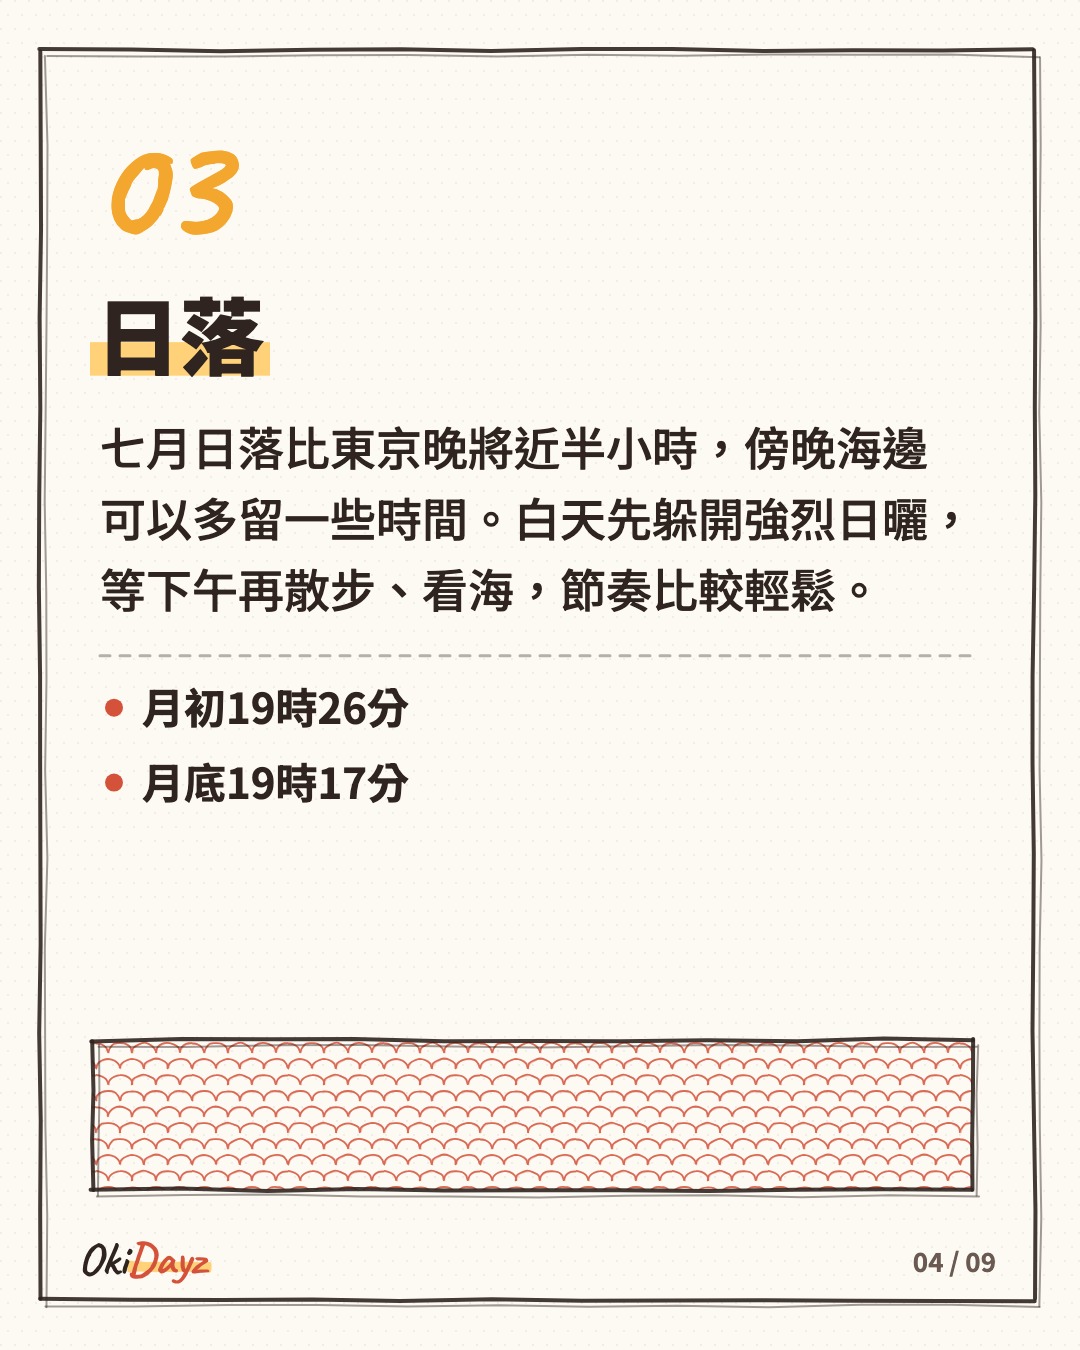 03
日落
七月日落比東京晚將近半小時，傍晚海邊
可以多留一些時間。白天先躲開強烈日曬，
等下午再散步、看海，節奏比較輕鬆。
月初19時26分
月底19時17分
OkiDayz
04 / 09